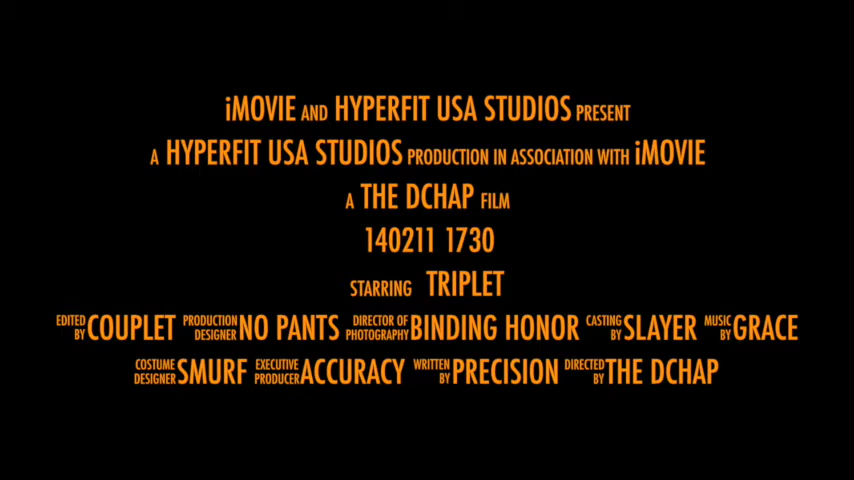 iMOVIE AND HYPERFIT USA STUDIOS PRESENT
A HYPERFIT USA STUDIOS PRODUCTION IN ASSOCIATION WITH iMOVIE
A THE DCHAP FILM
140211 1730
STARRING TRIPLET
EDITED BY COUPLET PRODUCTION DESIGNER NO PANTS DIRECTOR OF PHOTOGRAPHY BINDING HONOR CASTING BY SLAYER MUSIC BY GRACE
COSTUME DESIGNER SMURF EXECUTIVE PRODUCER ACCURACY WRITTEN BY PRECISION DIRECTED BY THE DCHAP